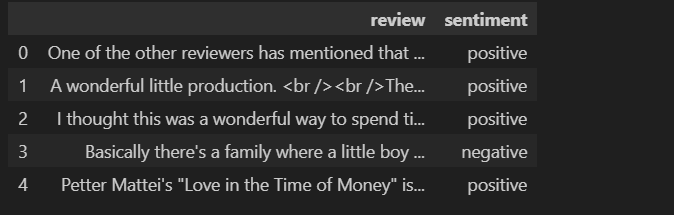 review sentiment
0 One of the other reviewers has mentioned that ... positive
1 A wonderful little production. <br /><br />The... positive
2 I thought this was a wonderful way to spend ti... positive
3 Basically there's a family where a little boy ... negative
4 Petter Mattei's "Love in the Time of Money" is... positive